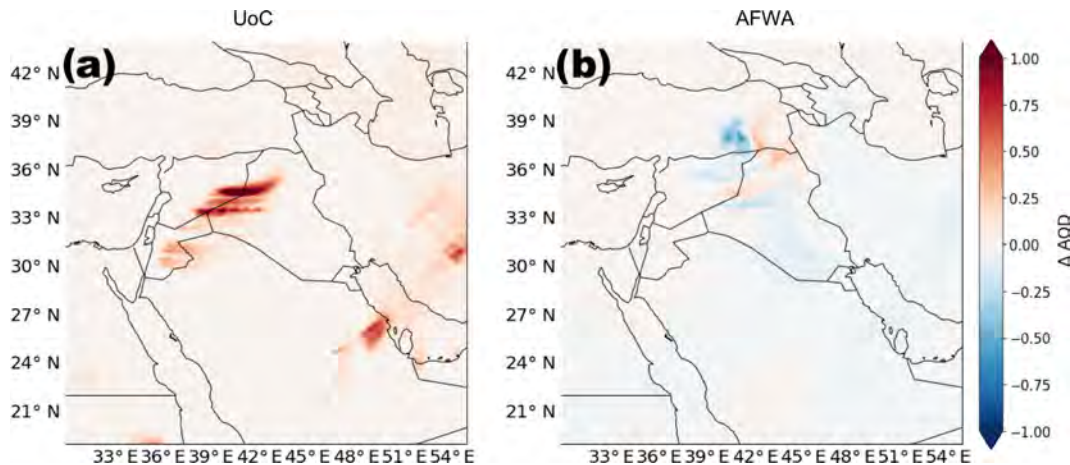 UoC AFWA
(a) (b)
42° N 42° N 1.00
39° N 39° N 0.75
36° N 36° N 0.50
33° N 33° N 0.25
30° N 30° N 0.00
27° N 27° N −0.25
24° N 24° N −0.50
21° N 21° N −0.75
−1.00
Δ AOD
33° E 36° E 39° E 42° E 45° E 48° E 51° E 54° E 33° E 36° E 39° E 42° E 45° E 48° E 51° E 54° E